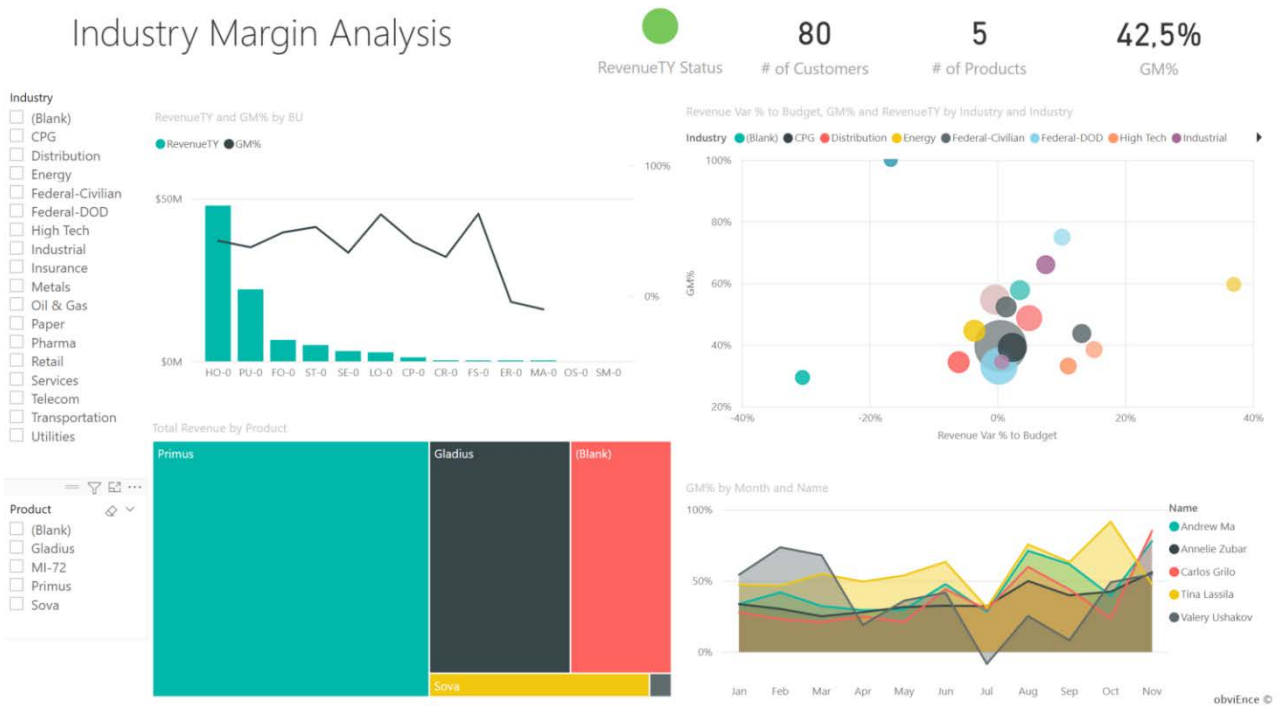 Industry Margin Analysis
RevenueTY Status
80
# of Customers
5
# of Products
42,5%
GM%
Industry
(Blank)
CPG
Distribution
Energy
Federal-Civilian
Federal-DOD
High Tech
Industrial
Insurance
Metals
Oil & Gas
Paper
Pharma
Retail
Services
Telecom
Transportation
Utilities
Product
(Blank)
Gladius
MI-72
Primus
Sova
RevenueTY and GM% by BU
RevenueTY GM%
100%
$50M
0%
$0M
HO-0 PU-0 FO-0 ST-0 SE-0 LO-0 CP-0 CR-0 FS-0 ER-0 MA-0 OS-0 SM-0
Total Revenue by Product
Primus
Gladius
(Blank)
Sova
Revenue Var % to Budget, GM% and RevenueTY by Industry and Industry
Industry (Blank) CPG Distribution Energy Federal-Civilian Federal-DOD High Tech Industrial
100%
80%
GM%
60%
40%
20%
-40% -20% 0% 20% 40%
Revenue Var % to Budget
GM% by Month and Name
100%
50%
0%
Jan Feb Mar Apr May Jun Jul Aug Sep Oct Nov
Name
Andrew Ma
Annelie Zubar
Carlos Grilo
Tina Lassila
Valery Ushakov
obviEnce ©